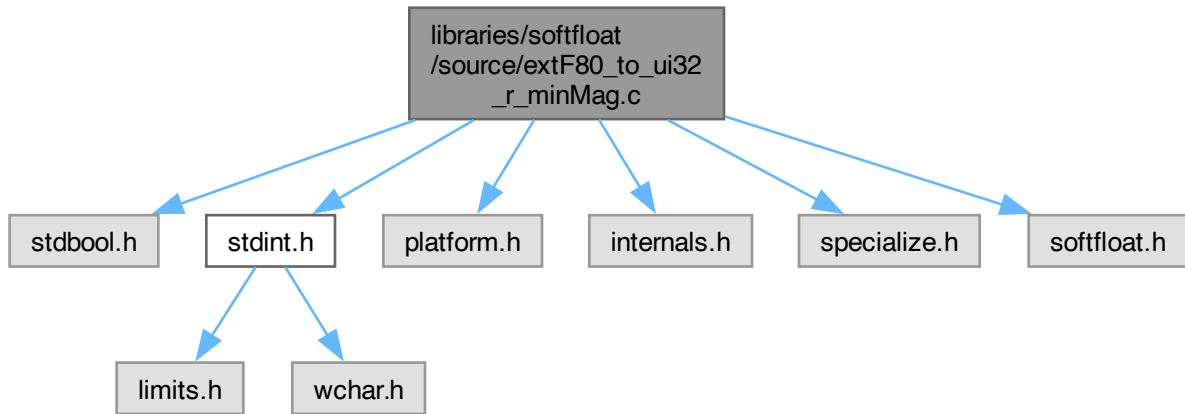 libraries/softfloat
/source/extF80_to_ui32
_r_minMag.c
stdbool.h
stdint.h
platform.h
internals.h
specialize.h
softfloat.h
limits.h
wchar.h